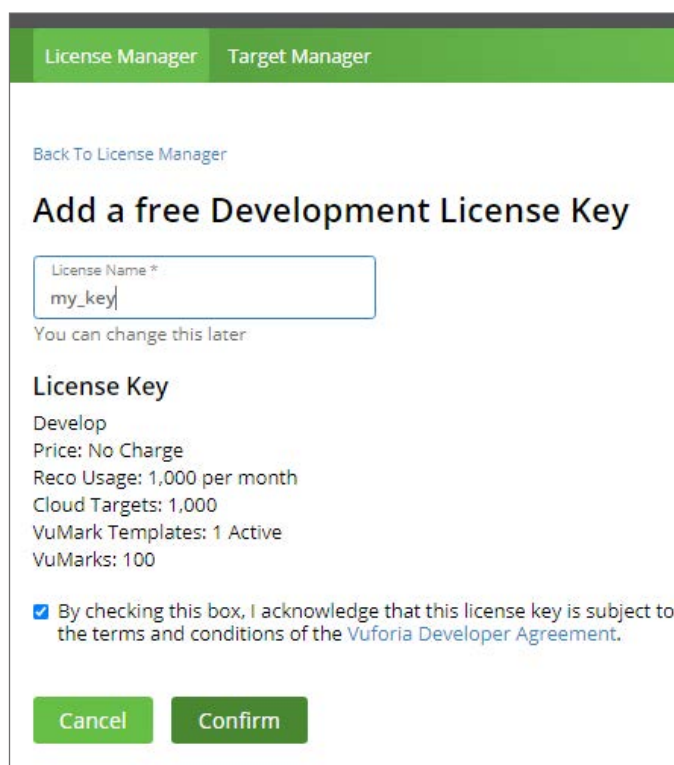 License Manager Target Manager
Back To License Manager
Add a free Development License Key
License Name *
my_key
You can change this later
License Key
Develop
Price: No Charge
Reco Usage: 1,000 per month
Cloud Targets: 1,000
VuMark Templates: 1 Active
VuMarks: 100
By checking this box, I acknowledge that this license key is subject to
the terms and conditions of the Vuforia Developer Agreement.
Cancel Confirm